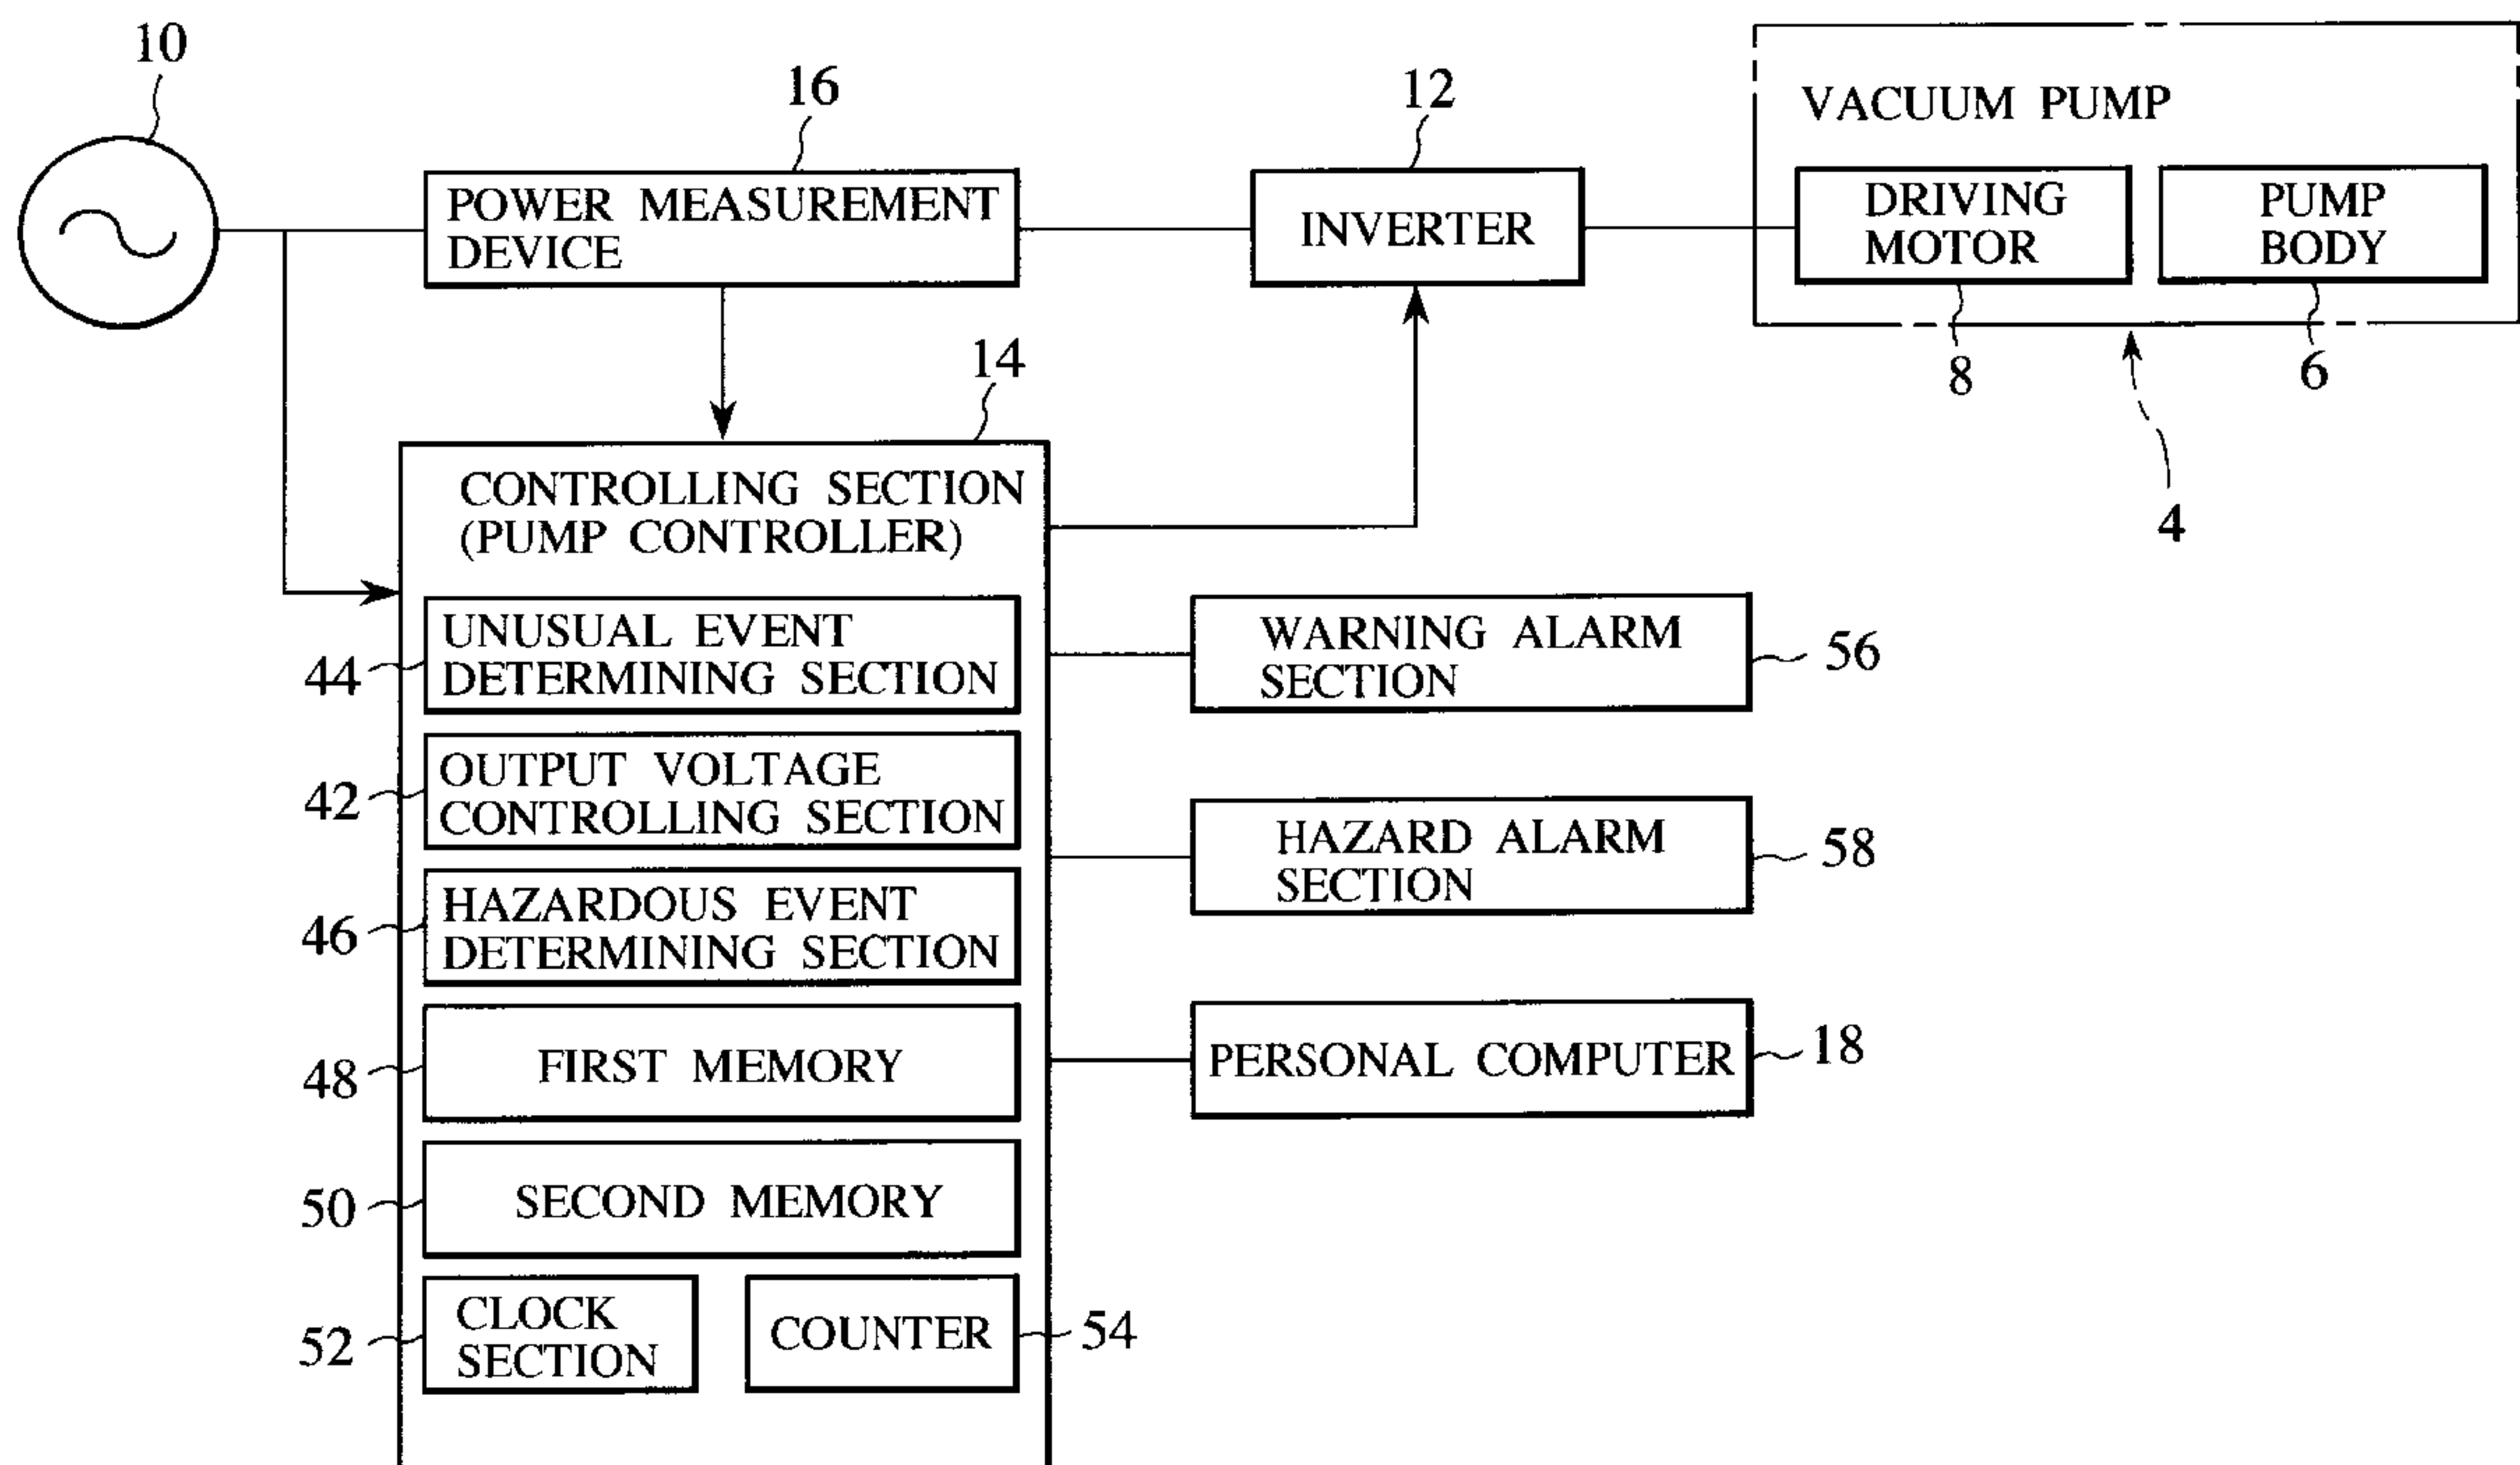 10
16
12
VACUUM PUMP
POWER MEASUREMENT
DEVICE
INVERTER
DRIVING
MOTOR
PUMP
BODY
8
6
4
14
CONTROLLING SECTION
(PUMP CONTROLLER)
44
UNUSUAL EVENT
DETERMINING SECTION
WARNING ALARM
SECTION
56
42
OUTPUT VOLTAGE
CONTROLLING SECTION
HAZARD ALARM
SECTION
58
46
HAZARDOUS EVENT
DETERMINING SECTION
48
FIRST MEMORY
PERSONAL COMPUTER
18
50
SECOND MEMORY
52
CLOCK
SECTION
COUNTER
54